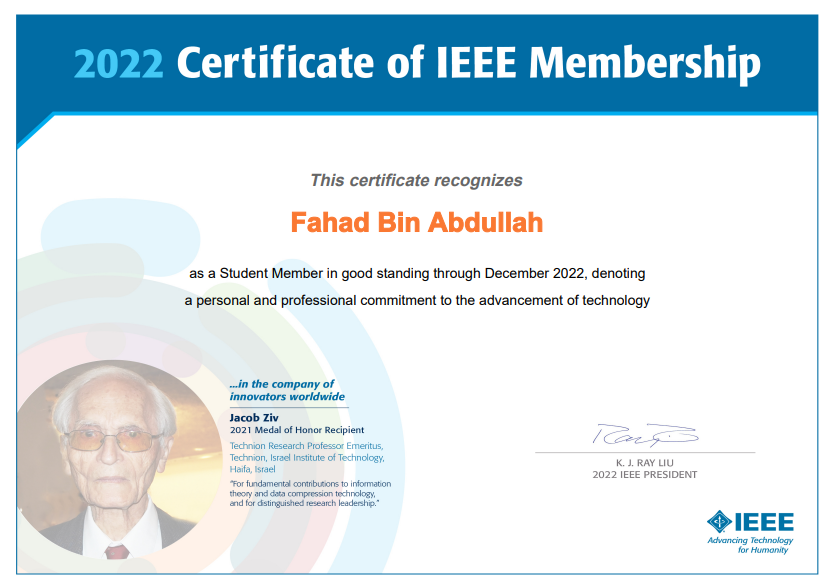 2022 Certificate of IEEE Membership
This certificate recognizes
Fahad Bin Abdullah
as a Student Member in good standing through December 2022, denoting
a personal and professional commitment to the advancement of technology
...in the company of
innovators worldwide
Jacob Ziv
2021 Medal of Honor Recipient
Technion Research Professor Emeritus,
Technion, Israel Institute of Technology,
Haifa, Israel
"For fundamental contributions to information
theory and data compression technology,
and for distinguished research leadership."
K. J. RAY LIU
2022 IEEE PRESIDENT
IEEE
Advancing Technology
for Humanity